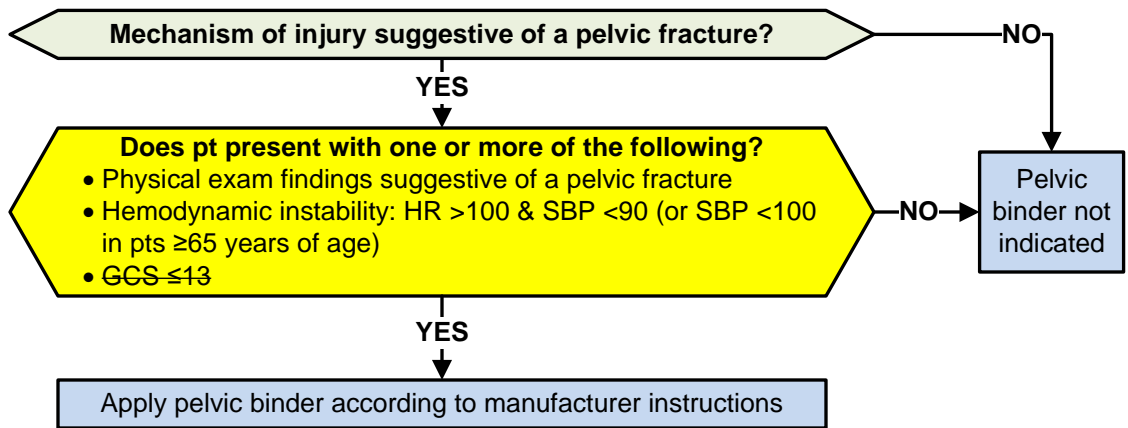 Mechanism of injury suggestive of a pelvic fracture?
NO
YES
Does pt present with one or more of the following?
• Physical exam findings suggestive of a pelvic fracture
• Hemodynamic instability: HR >100 & SBP <90 (or SBP <100
in pts ≥65 years of age)
• GCS ≤13
NO
Pelvic
binder not
indicated
YES
Apply pelvic binder according to manufacturer instructions